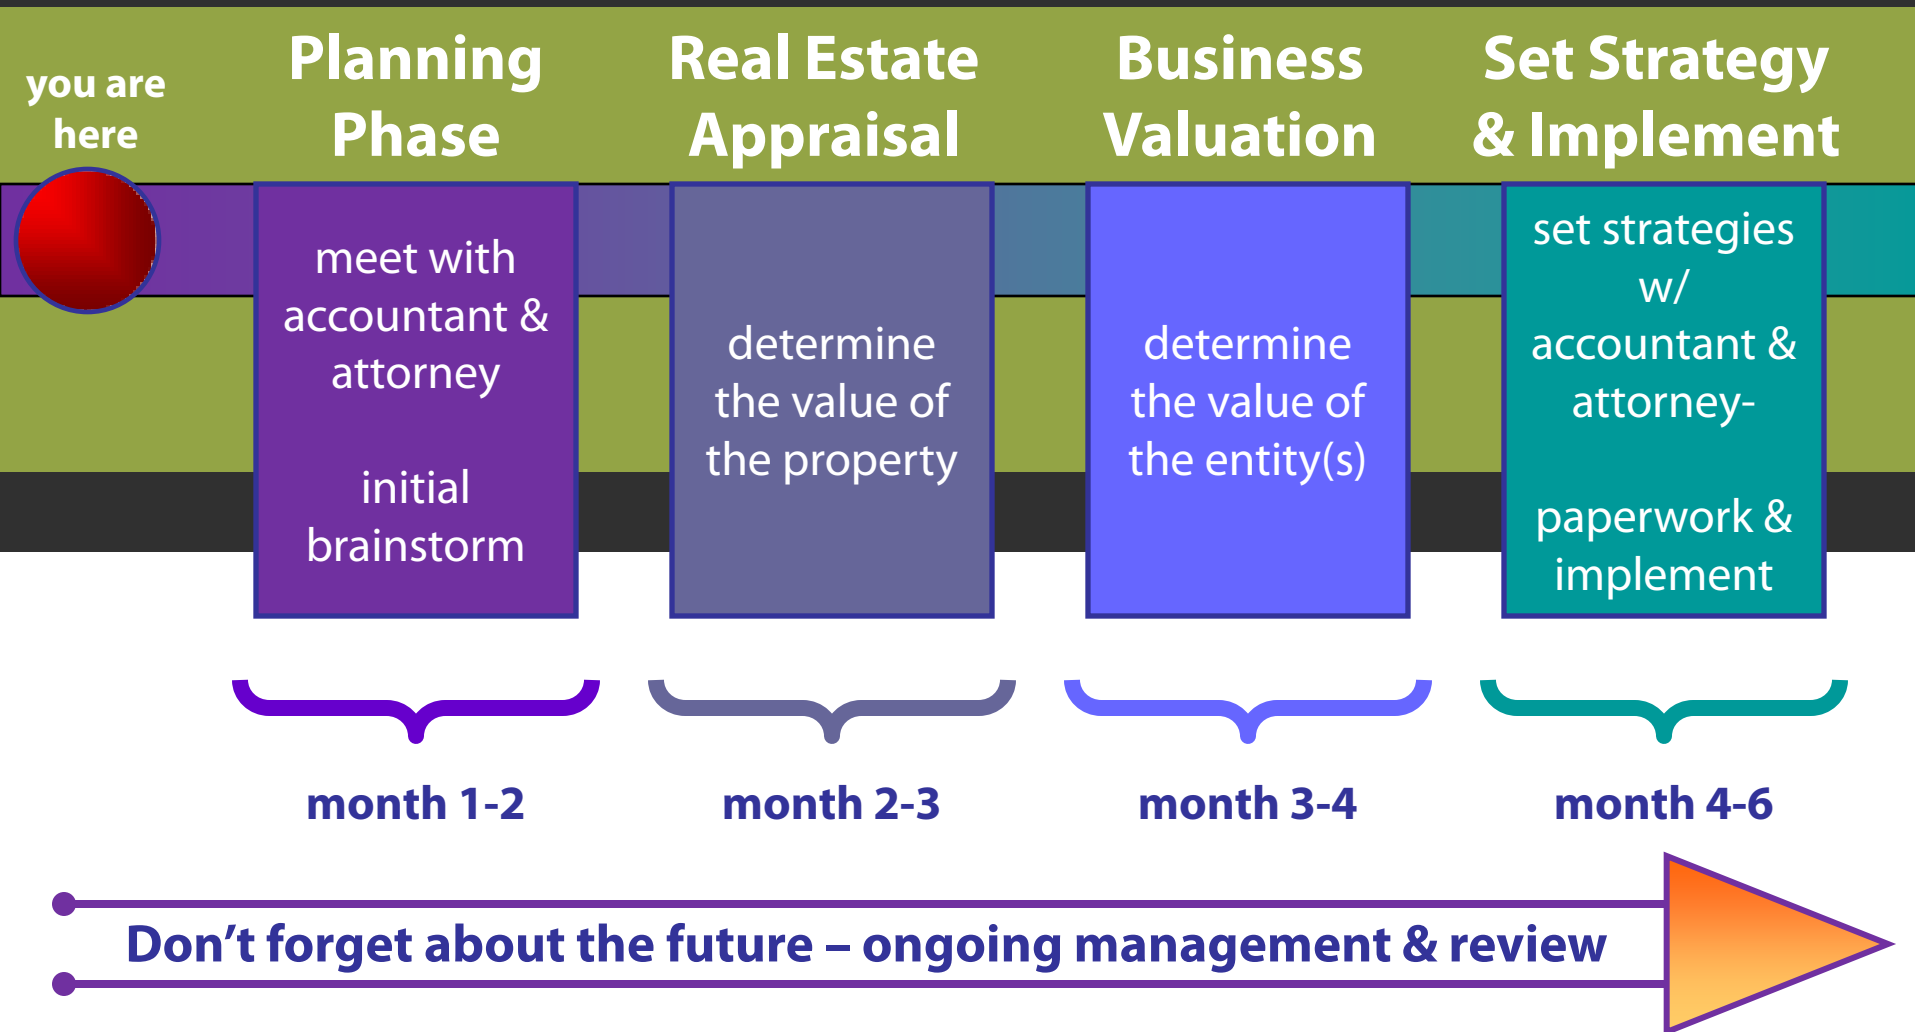 you are
here
Planning
Phase
Real Estate
Appraisal
Business
Valuation
Set Strategy
& Implement
meet with
accountant &
attorney
initial
brainstorm
determine
the value of
the property
determine
the value of
the entity(s)
set strategies
w/
accountant &
attorney-
paperwork &
implement
month 1-2
month 2-3
month 3-4
month 4-6
Don’t forget about the future – ongoing management & review